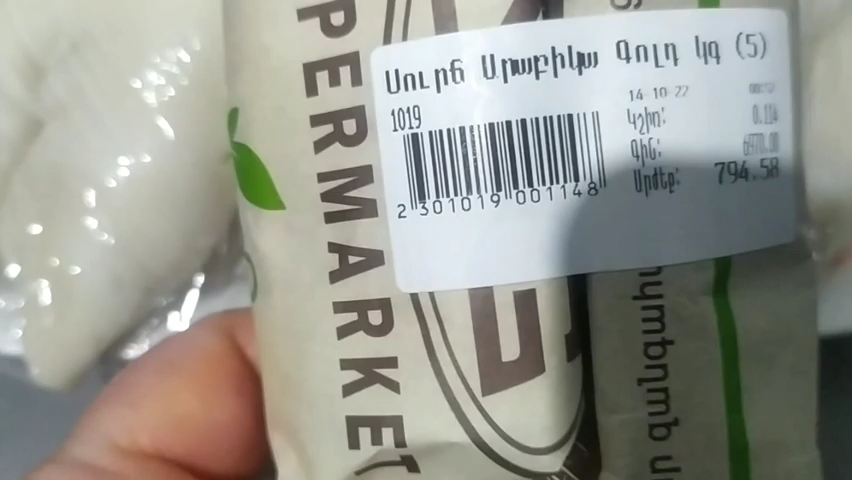 Սուրճ Արաբիկա Գոլդ կգ (5)
1019
14-10-22
Կշիռ: 0.114
Գին: 6970.00
Արժեք: 794.58
2 301019 001148
PERMARKET